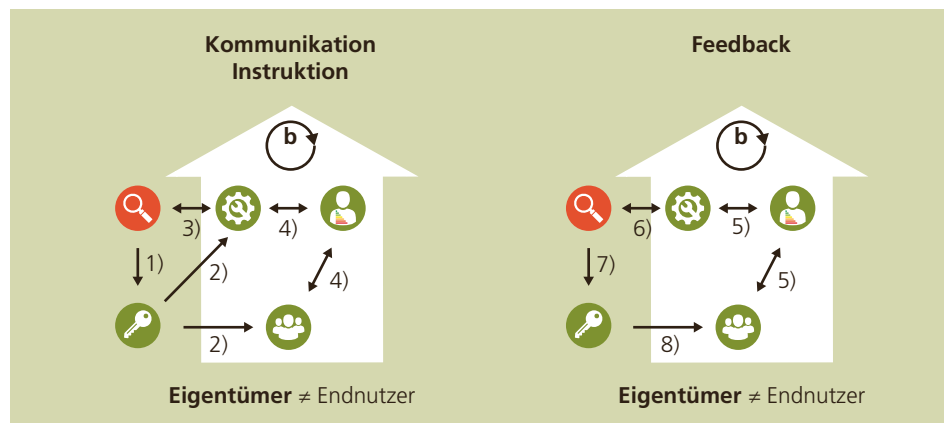 Kommunikation
Instruktion
b
3)
4)
1)
2)
4)
2)
Eigentümer ≠ Endnutzer
Feedback
b
6)
5)
7)
5)
8)
Eigentümer ≠ Endnutzer